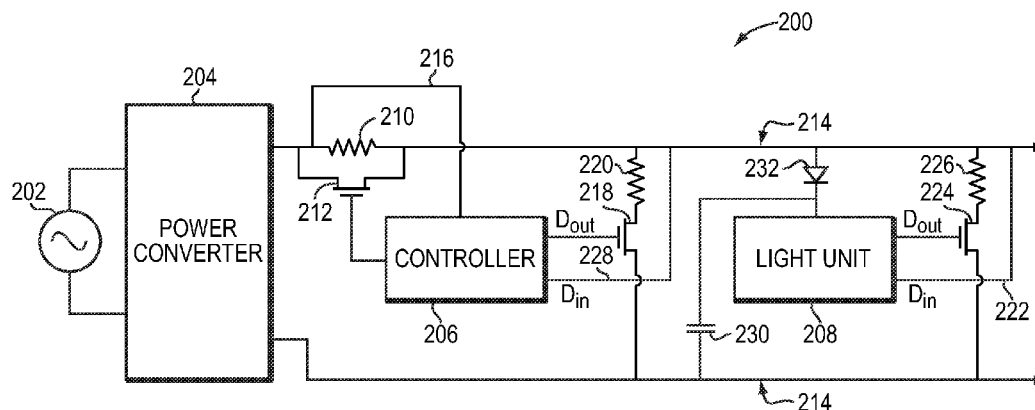 200
204
216
210
214
202
212
POWER
CONVERTER
CONTROLLER
206
Dout
228
Din
220
218
232
230
LIGHT UNIT
208
Dout
Din
226
224
222
214